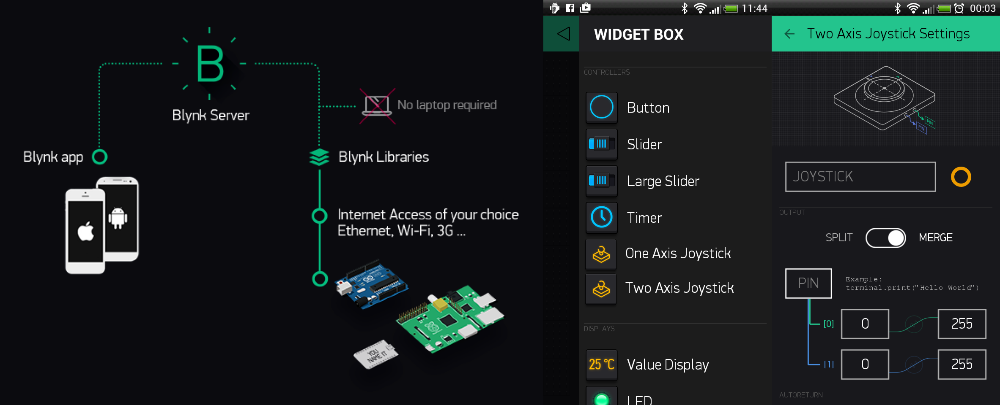 B
Blynk Server
No laptop required
Blynk app
Blynk Libraries
Internet Access of your choice
Ethernet, Wi-Fi, 3G ...
YOU
NAME IT
11:44
WIDGET BOX
CONTROLLERS
Button
Slider
Large Slider
Timer
One Axis Joystick
Two Axis Joystick
DISPLAYS
25 °C
Value Display
LED
00:03
Two Axis Joystick Settings
PIN
PIN
JOYSTICK
OUTPUT
SPLIT
MERGE
PIN
Example:
terminal.print("Hello World")
[0]
0
255
[1]
0
255
AUTORETURN